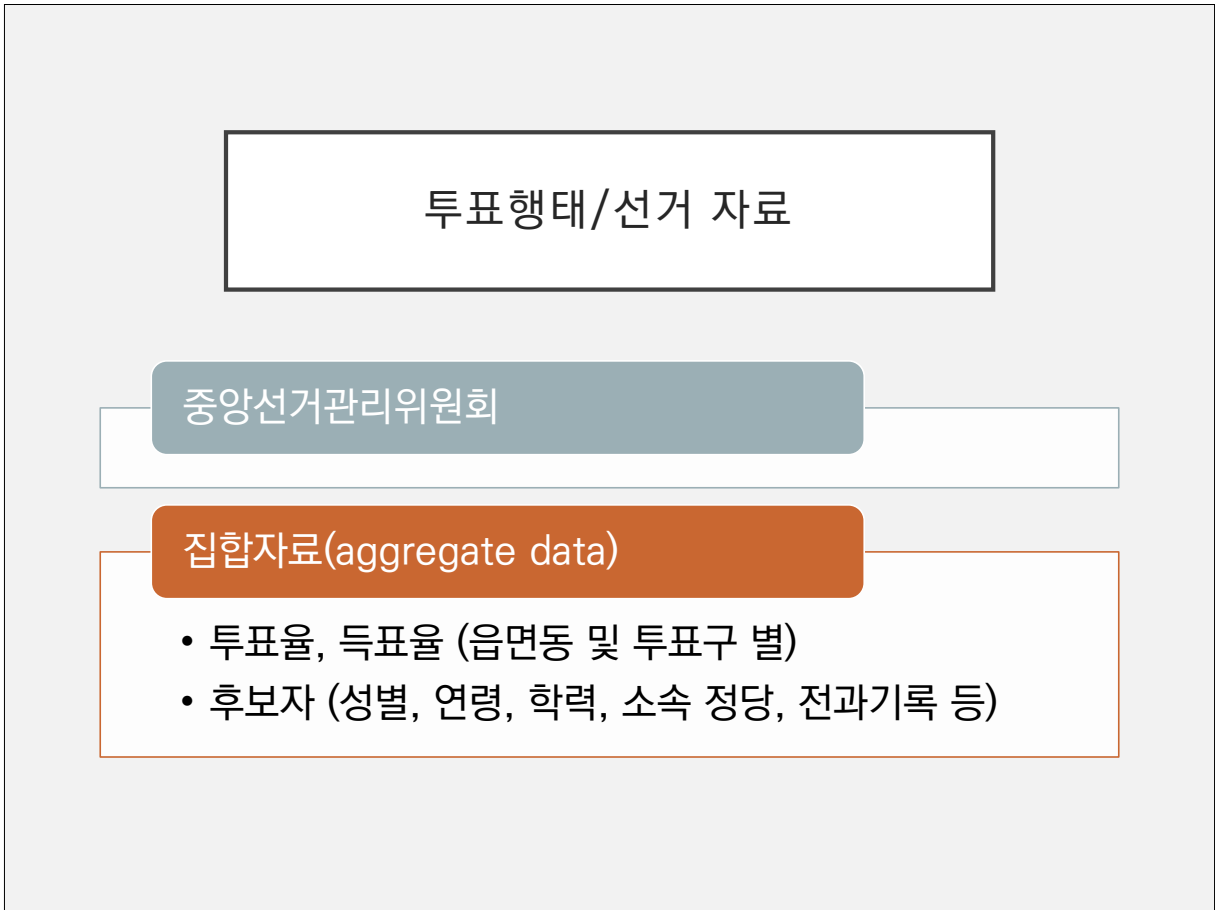 투표행태/선거 자료
중앙선거관리위원회
집합자료(aggregate data)
• 투표율, 득표율 (읍면동 및 투표구 별)
• 후보자 (성별, 연령, 학력, 소속 정당, 전과기록 등)